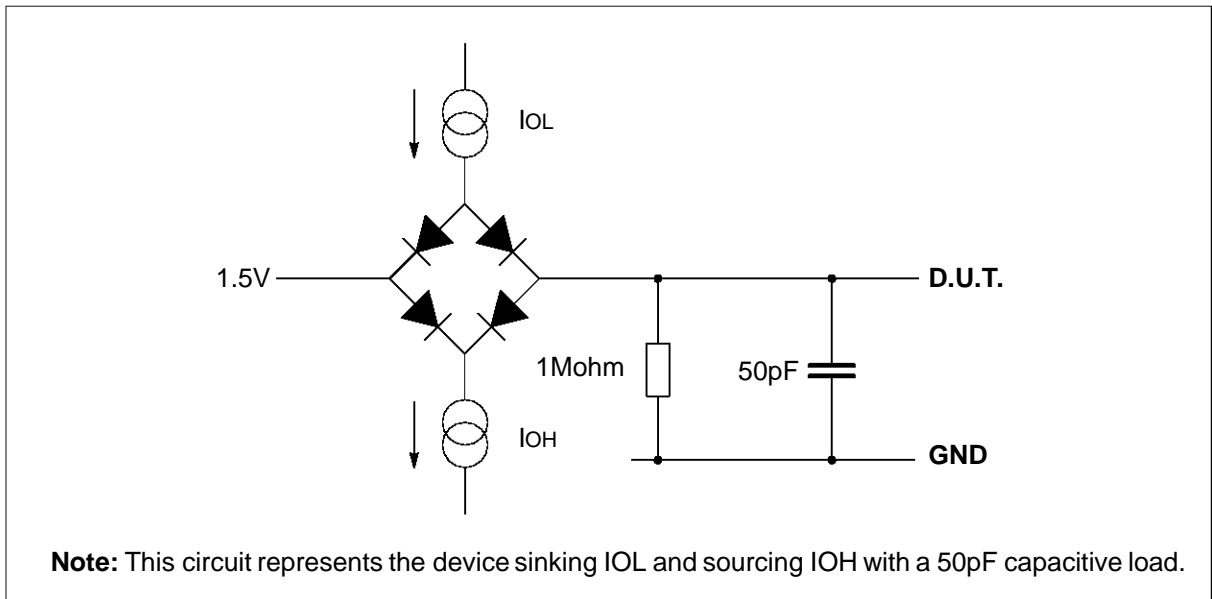 IOL
1.5V
D.U.T.
1Mohm
50pF
IOH
GND
Note: This circuit represents the device sinking IOL and sourcing IOH with a 50pF capacitive load.